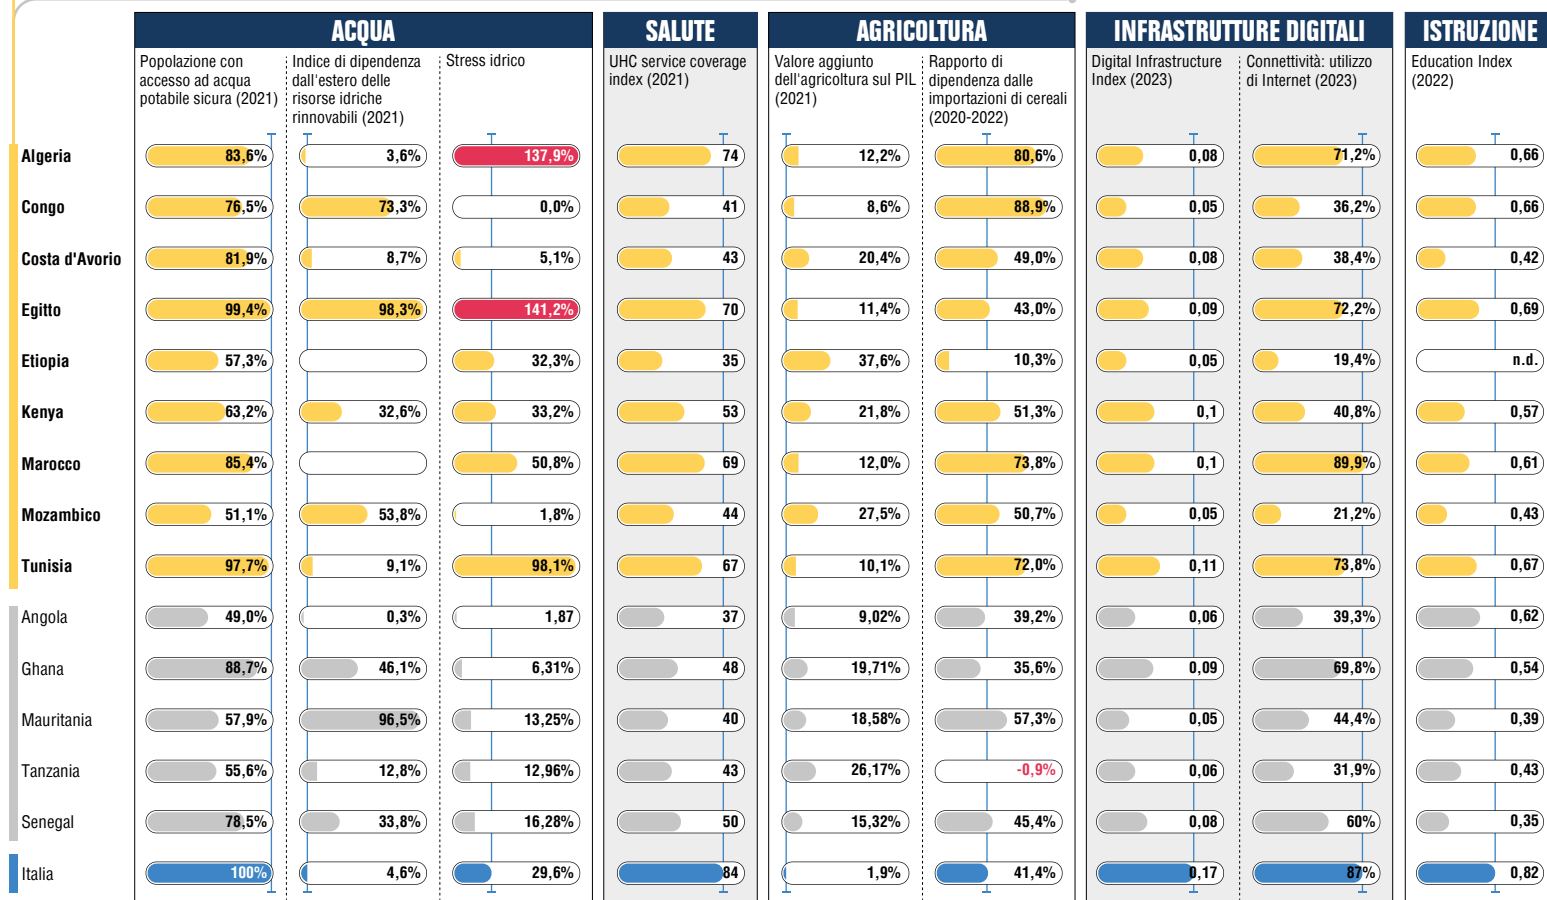 ACQUA
SALUTE
AGRICOLTURA
INFRASTRUTTURE DIGITALI
ISTRUZIONE
Popolazione con
accesso ad acqua
potabile sicura (2021)
Indice di dipendenza
dall'estero delle
risorse idriche
rinnovabili (2021)
Stress idrico
UHC service coverage
index (2021)
Valore aggiunto
dell'agricoltura sul PIL
(2021)
Rapporto di
dipendenza dalle
importazioni di cereali
(2020-2022)
Digital Infrastructure
Index (2023)
Connettività: utilizzo
di Internet (2023)
Education Index
(2022)
Algeria 83,6% 3,6% 137,9% 74 12,2% 80,6% 0,08 71,2% 0,66
Congo 76,5% 73,3% 0,0% 41 8,6% 88,9% 0,05 36,2% 0,66
Costa d'Avorio 81,9% 8,7% 5,1% 43 20,4% 49,0% 0,08 38,4% 0,42
Egitto 99,4% 98,3% 141,2% 70 11,4% 43,0% 0,09 72,2% 0,69
Etiopia 57,3% 32,3% 35 37,6% 10,3% 0,05 19,4% n.d.
Kenya 63,2% 32,6% 33,2% 53 21,8% 51,3% 0,1 40,8% 0,57
Marocco 85,4% 50,8% 69 12,0% 73,8% 0,1 89,9% 0,61
Mozambico 51,1% 53,8% 1,8% 44 27,5% 50,7% 0,05 21,2% 0,43
Tunisia 97,7% 9,1% 98,1% 67 10,1% 72,0% 0,11 73,8% 0,67
Angola 49,0% 0,3% 1,87 37 9,02% 39,2% 0,06 39,3% 0,62
Ghana 88,7% 46,1% 6,31% 48 19,71% 35,6% 0,09 69,8% 0,54
Mauritania 57,9% 96,5% 13,25% 40 18,58% 57,3% 0,05 44,4% 0,39
Tanzania 55,6% 12,8% 12,96% 43 26,17% -0,9% 0,06 31,9% 0,43
Senegal 78,5% 33,8% 16,28% 50 15,32% 45,4% 0,08 60% 0,35
Italia 100% 4,6% 29,6% 84 1,9% 41,4% 0,17 87% 0,82